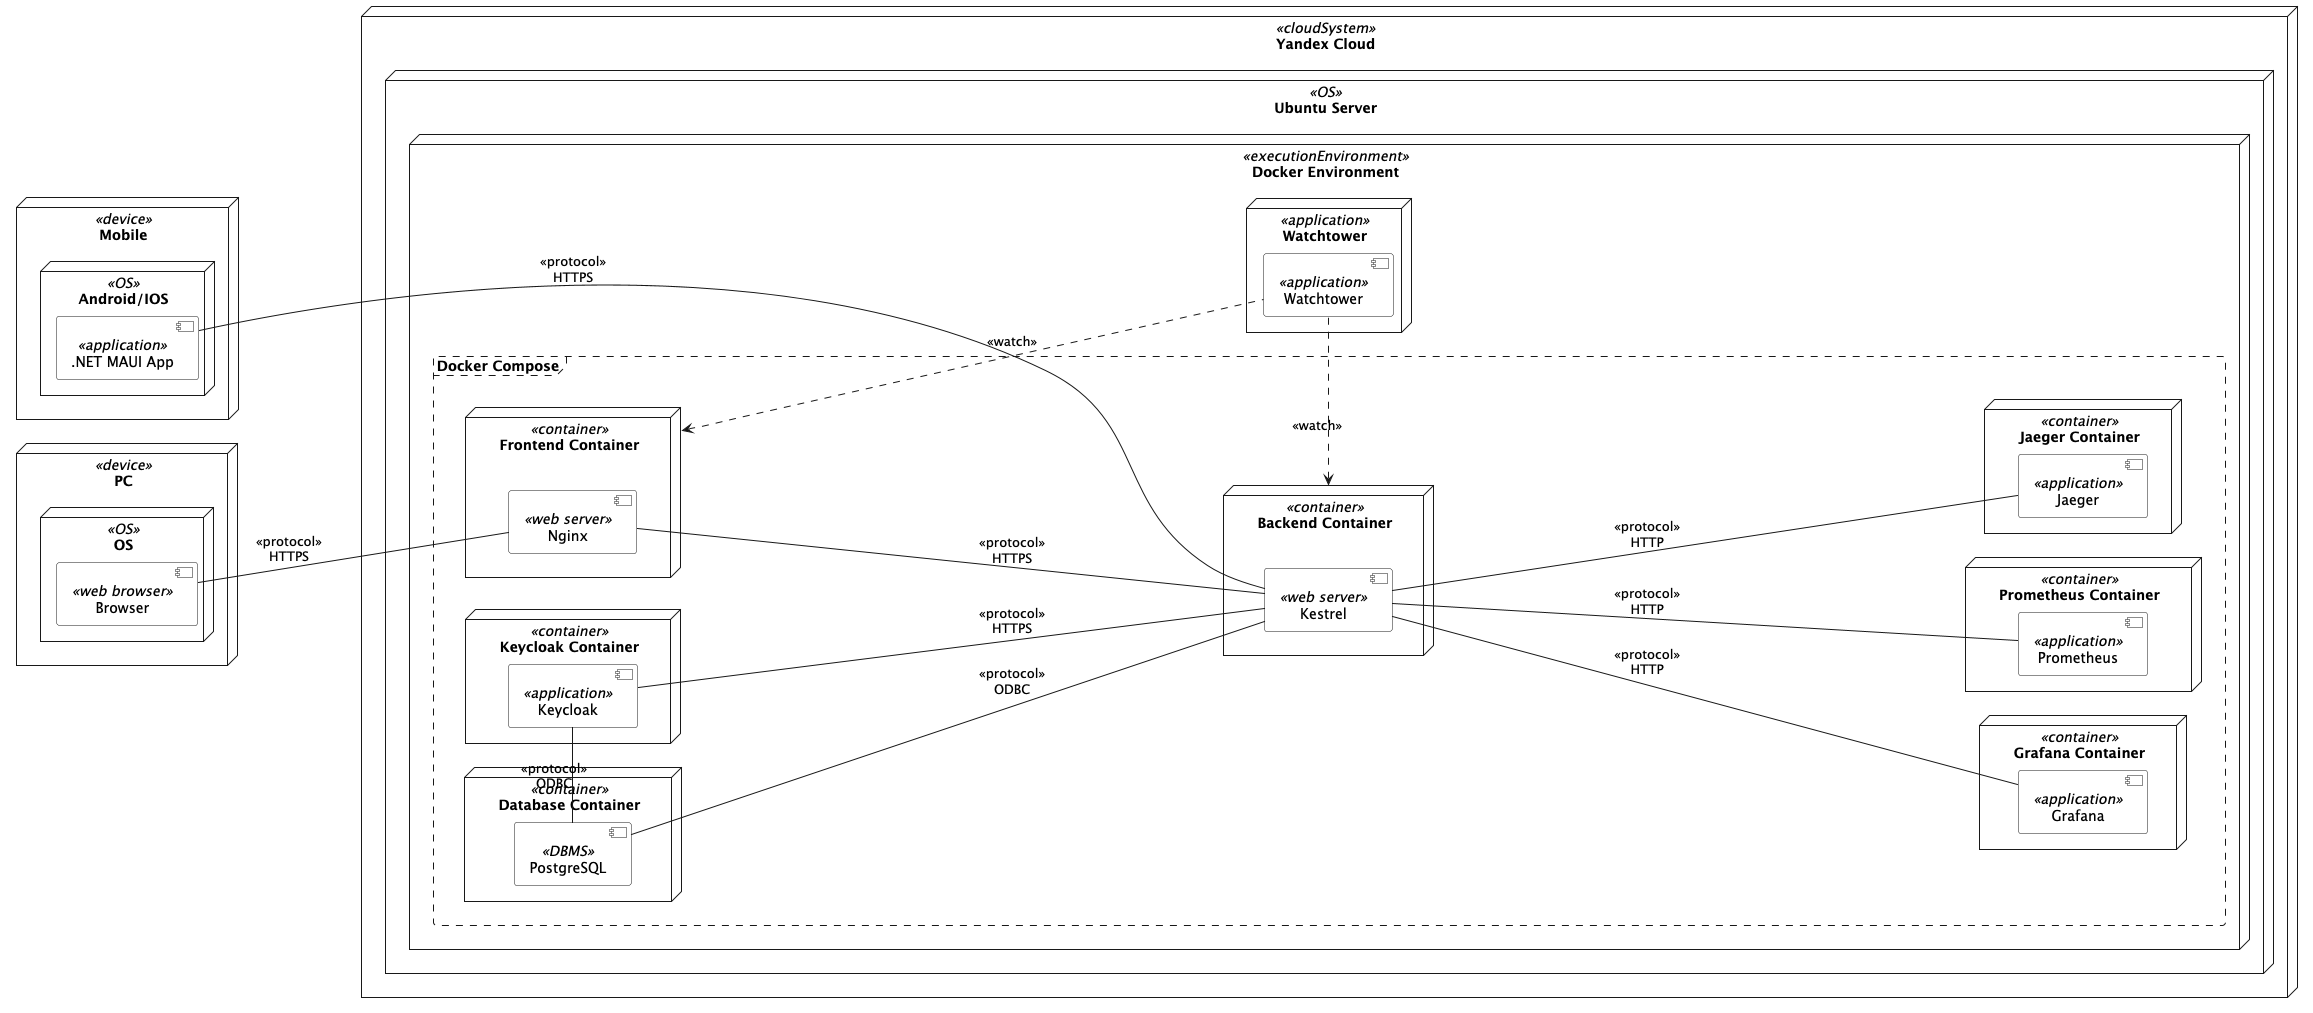 «cloudSystem»
Yandex Cloud
«OS»
Ubuntu Server
«executionEnvironment»
Docker Environment
«device»
Mobile
«OS»
Android/IOS
«application»
.NET MAUI App
«device»
PC
«OS»
OS
«web browser»
Browser
«protocol»
HTTPS
«protocol»
HTTPS
«application»
Watchtower
«application»
Watchtower
«watch»
«watch»
Docker Compose
«container»
Frontend Container
«web server»
Nginx
«container»
Keycloak Container
«application»
Keycloak
«protocol»
ODBC
«container»
Database Container
«DBMS»
PostgreSQL
«protocol»
HTTPS
«protocol»
HTTPS
«protocol»
ODBC
«container»
Backend Container
«web server»
Kestrel
«protocol»
HTTP
«protocol»
HTTP
«protocol»
HTTP
«container»
Jaeger Container
«application»
Jaeger
«container»
Prometheus Container
«application»
Prometheus
«container»
Grafana Container
«application»
Grafana